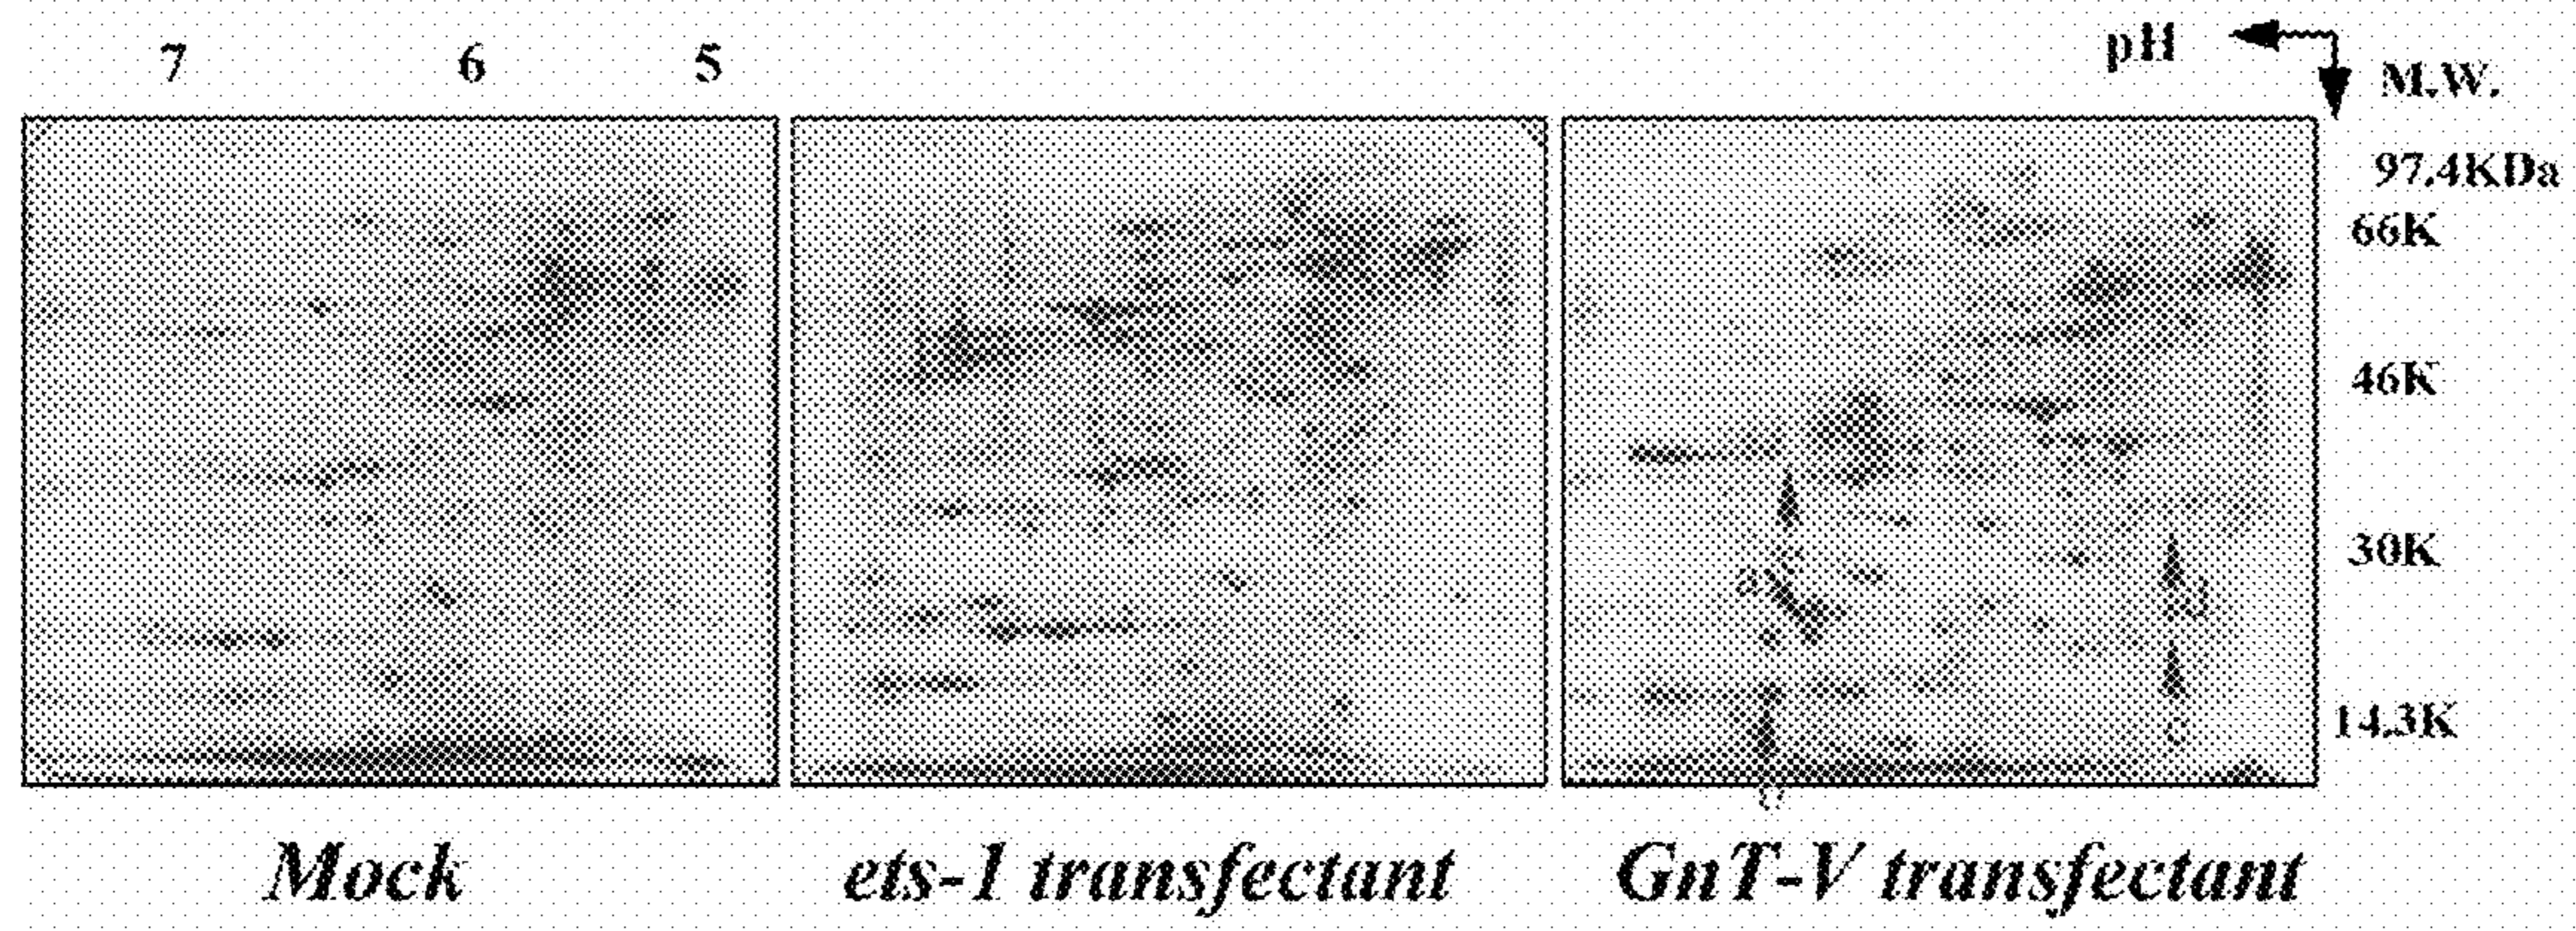 7 6 5 pH M.W.
97.4KDa
66K
46K
30K
14.3K
a
c
Mock ets-1 transfectant GnT-V transfectant